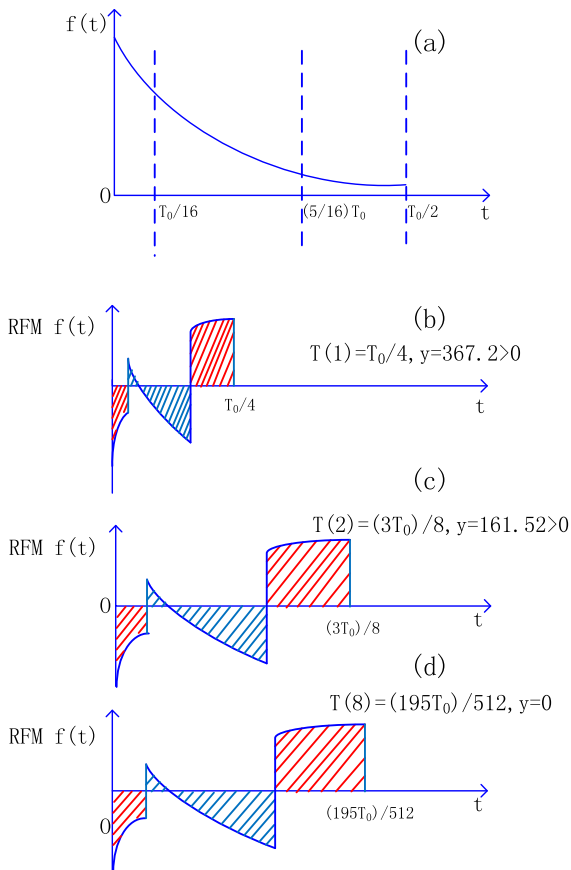 f(t)
(a)
0
T₀/16
(5/16)T₀
T₀/2
t
(b)
RFM f(t)
T(1)=T₀/4, y=367.2>0
T₀/4
t
(c)
T(2)=(3T₀)/8, y=161.52>0
RFM f(t)
0
(3T₀)/8
t
(d)
T(8)=(195T₀)/512, y=0
RFM f(t)
0
(195T₀)/512
t